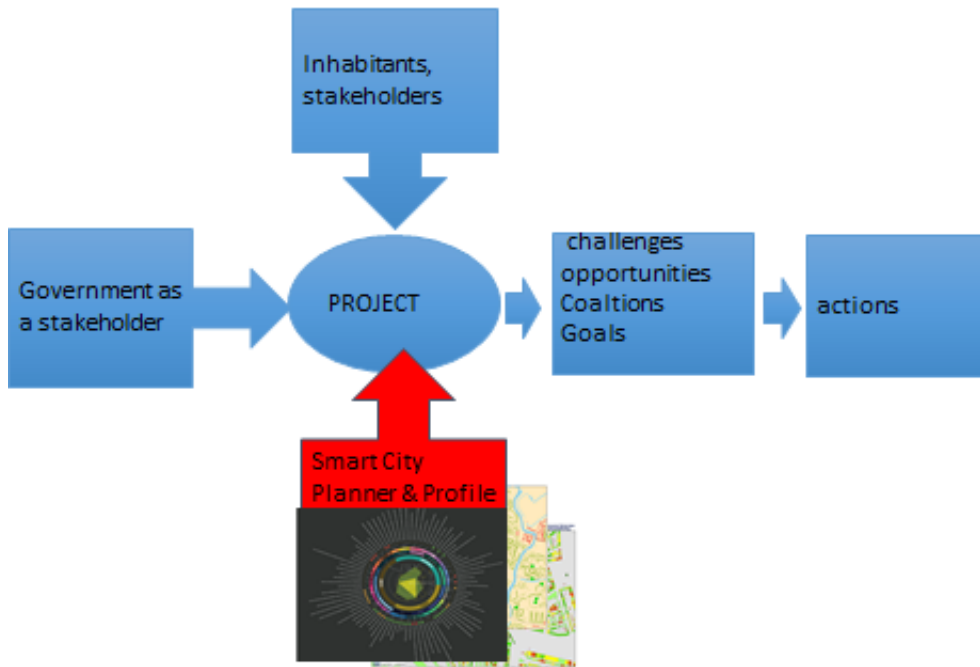 Inhabitants,
stakeholders
Government as
a stakeholder
PROJECT
challenges
opportunities
Coaltions
Goals
actions
Smart City
Planner & Profile